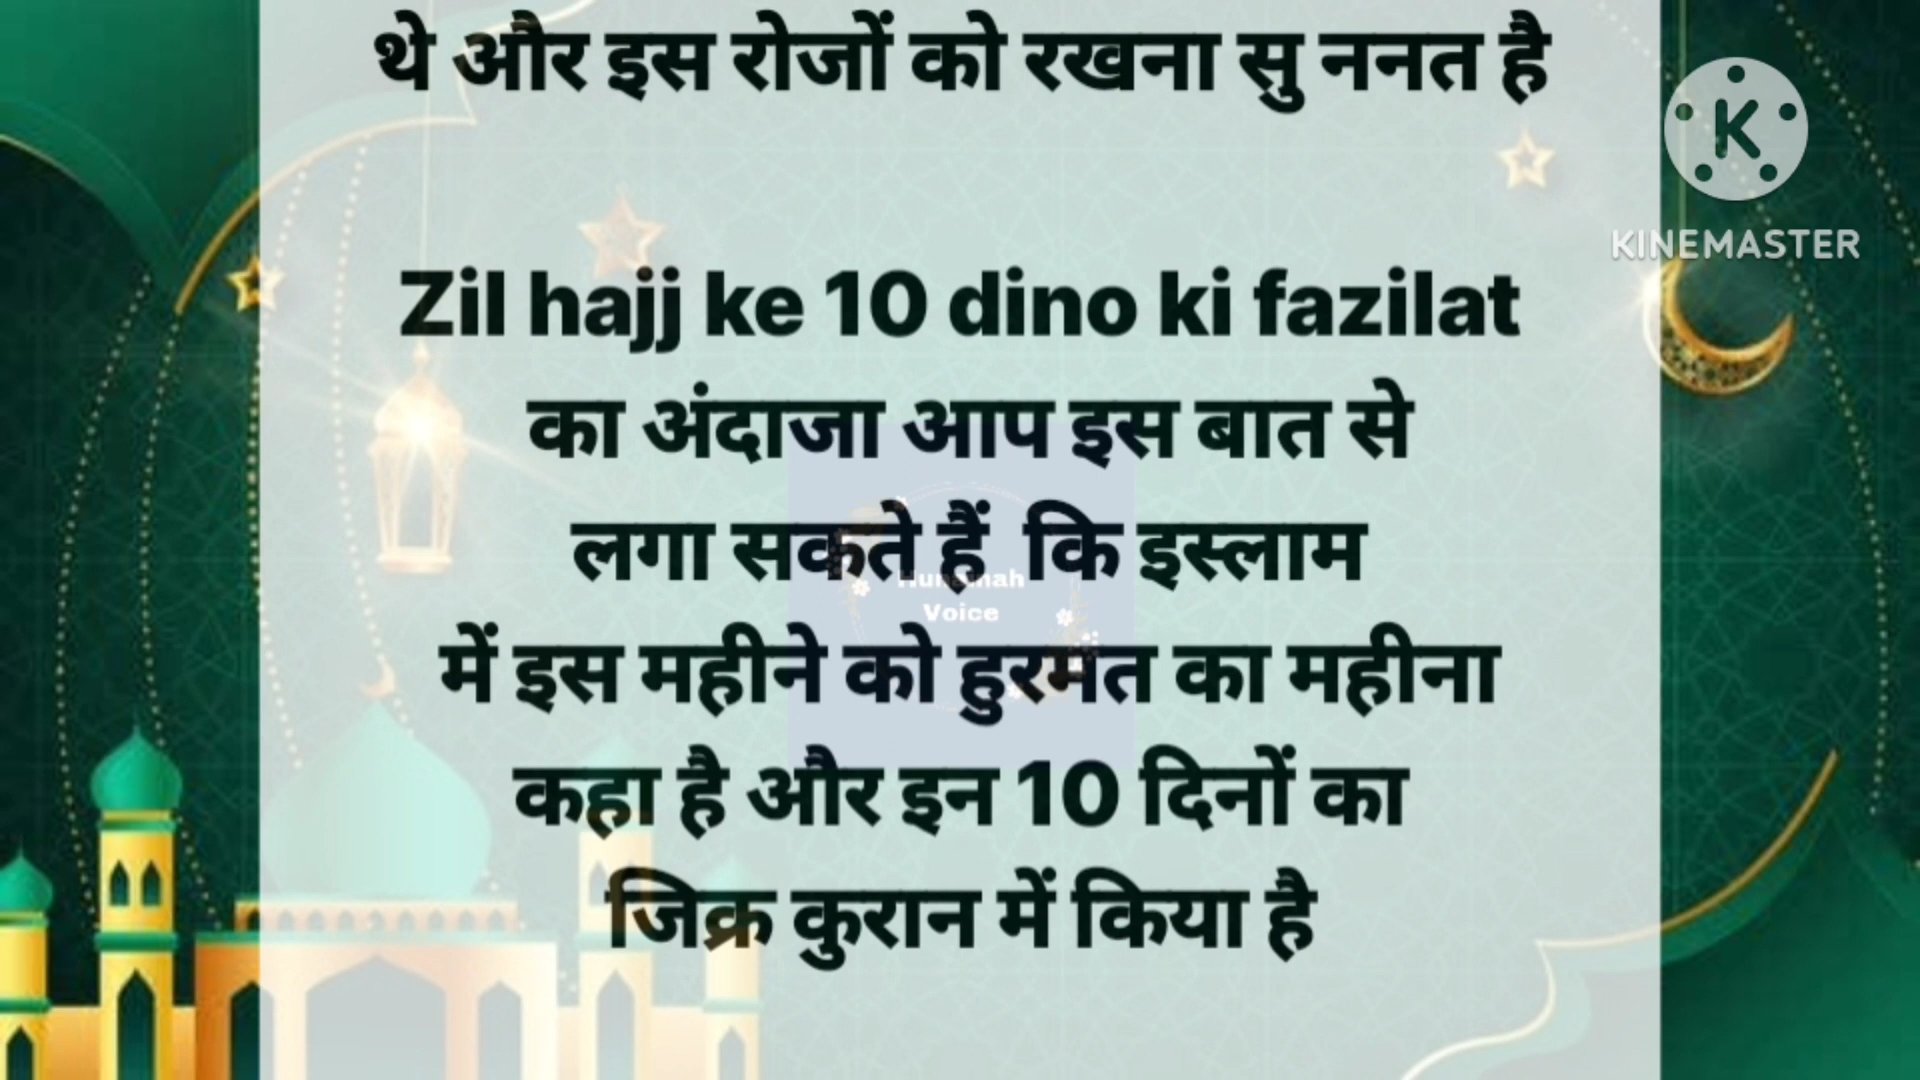 थे और इस रोजों को रखना सु ननत है
KINEMASTER
Zil hajj ke 10 dino ki fazilat
का अंदाजा आप इस बात से
लगा सकते हैं कि इस्लाम
Voice
में इस महीने को हुरमत का महीना
कहा है और इन 10 दिनों का
जिक्र कुरान में किया है